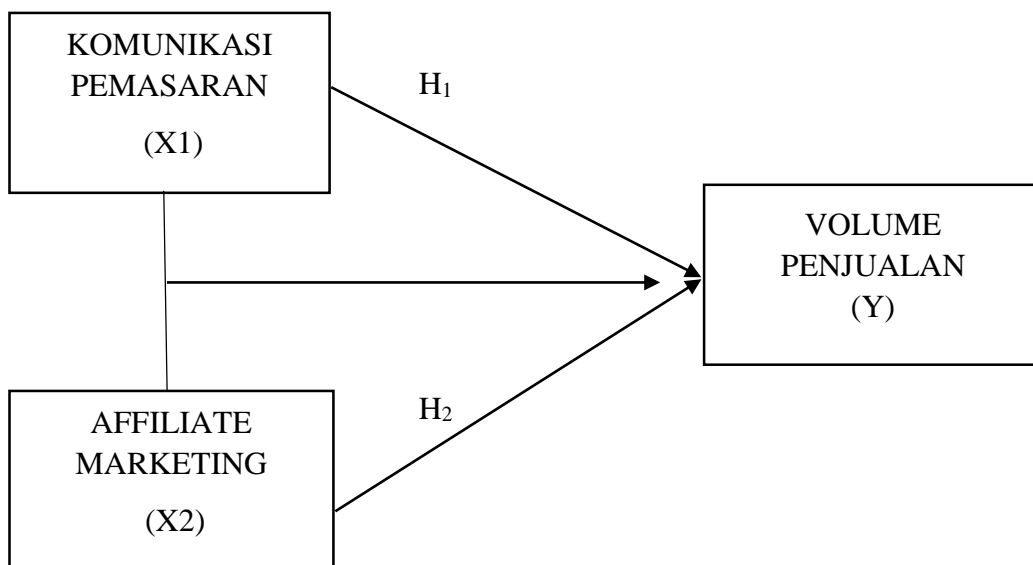 KOMUNIKASI
PEMASARAN
(X1)
H₁
VOLUME
PENJUALAN
(Y)
AFFILIATE
MARKETING
(X2)
H₂